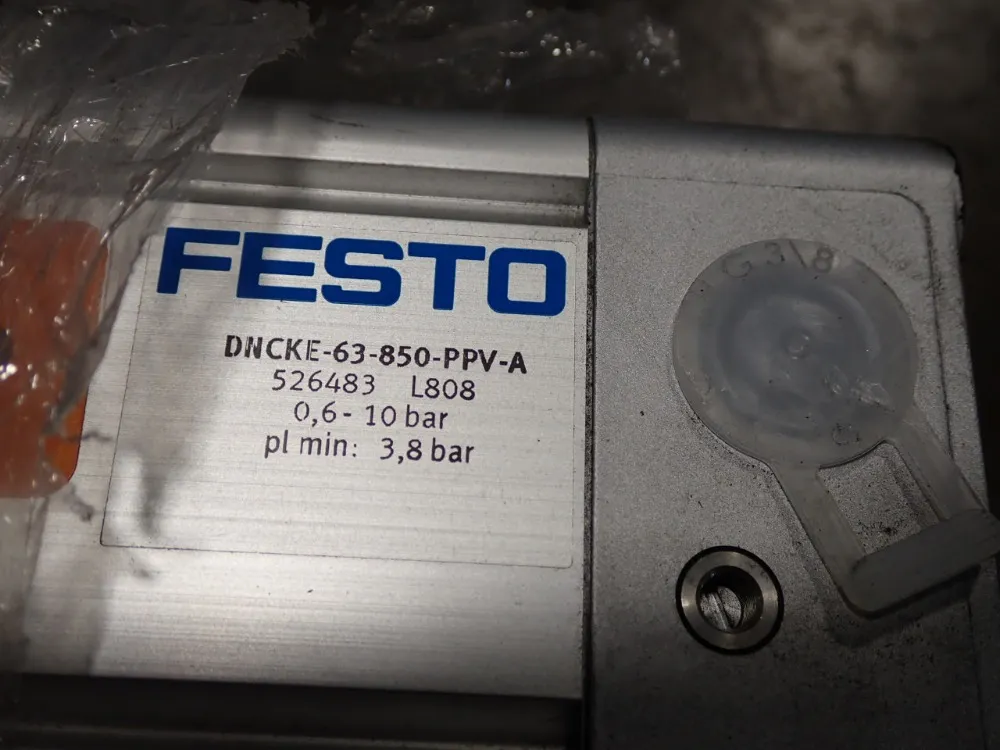 FESTO
DNCKE-63-850-PPV-A
526483 L808
0,6- 10 bar
pl min: 3,8 bar
G 3\8